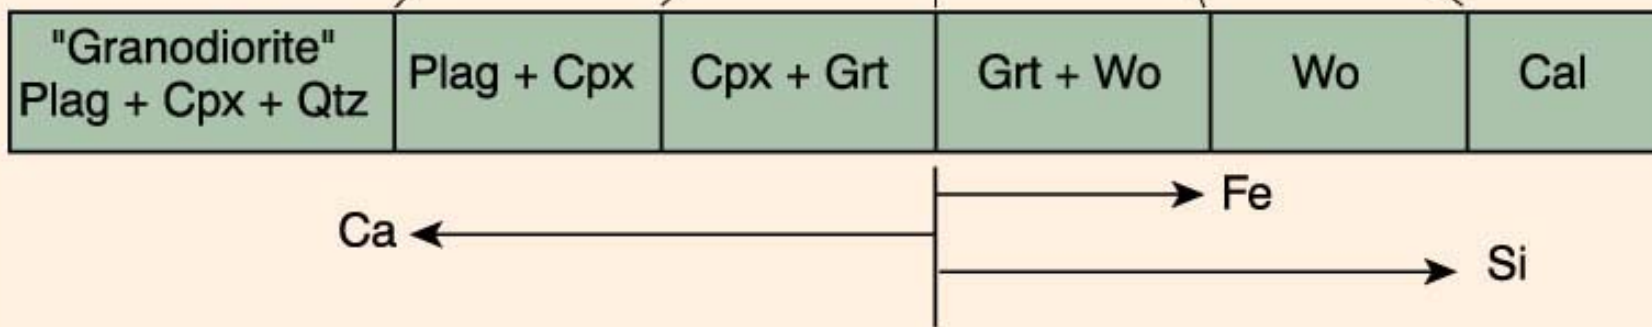 "Granodiorite"
Plag + Cpx + Qtz
Plag + Cpx
Cpx + Grt
Grt + Wo
Wo
Cal
Fe
Ca
Si